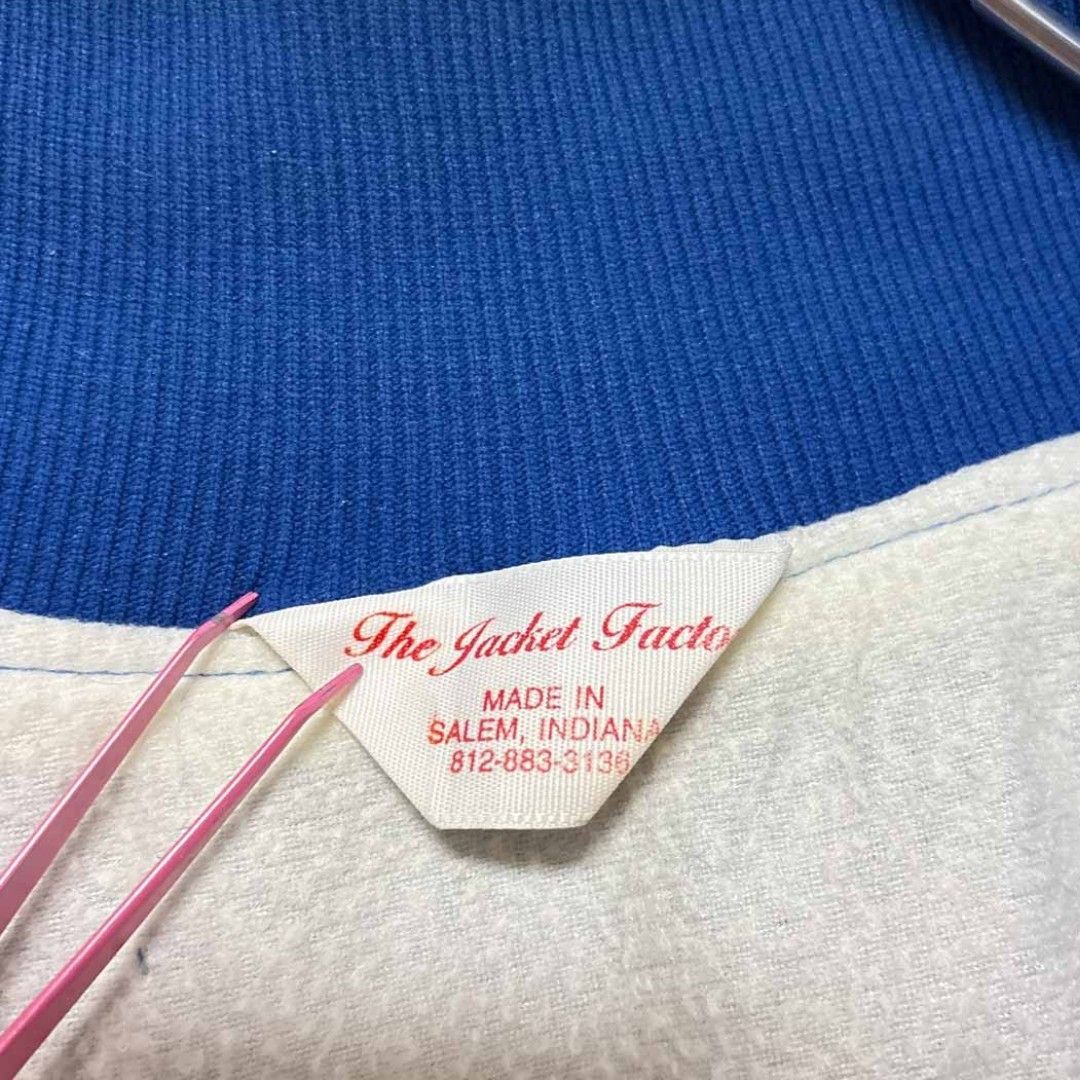 The Jacket Facto
MADE IN
SALEM, INDIANA
812-883-3136